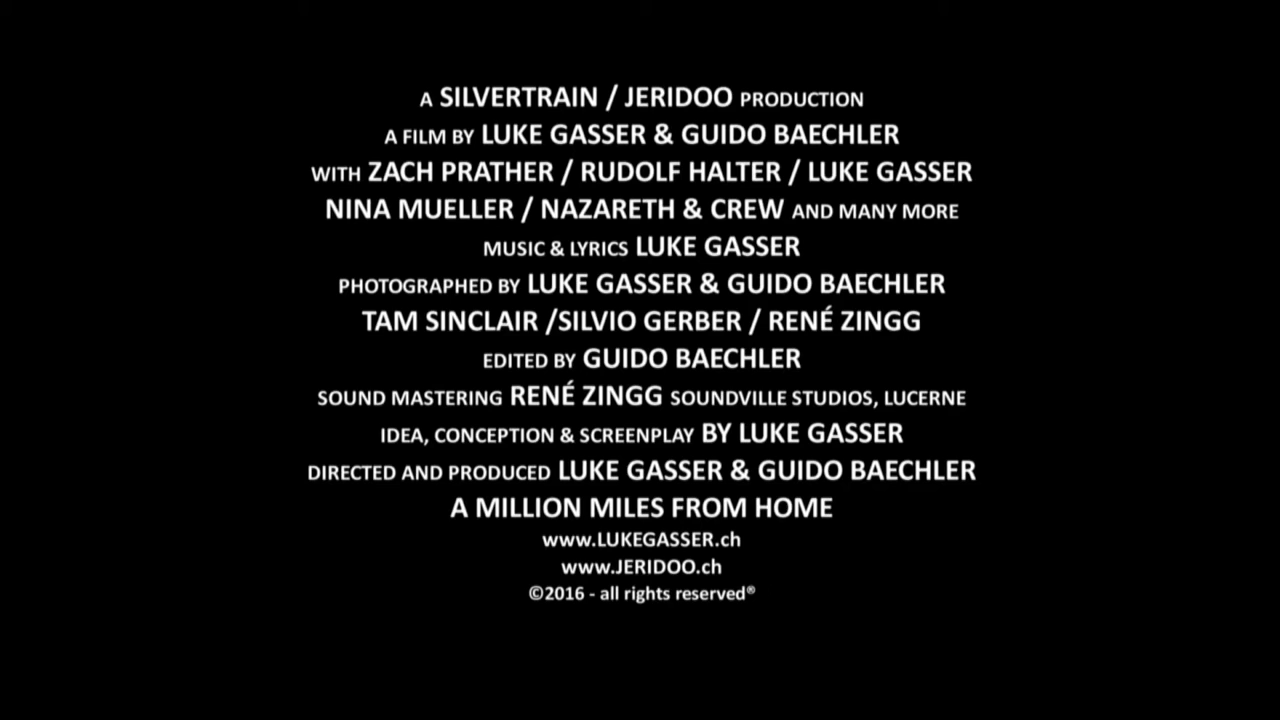 A SILVERTRAIN / JERIDOO PRODUCTION
A FILM BY LUKE GASSER & GUIDO BAECHLER
WITH ZACH PRATHER / RUDOLF HALTER / LUKE GASSER
NINA MUELLER / NAZARETH & CREW AND MANY MORE
MUSIC & LYRICS LUKE GASSER
PHOTOGRAPHED BY LUKE GASSER & GUIDO BAECHLER
TAM SINCLAIR /SILVIO GERBER / RENÉ ZINGG
EDITED BY GUIDO BAECHLER
SOUND MASTERING RENÉ ZINGG SOUNDVILLE STUDIOS, LUCERNE
IDEA, CONCEPTION & SCREENPLAY BY LUKE GASSER
DIRECTED AND PRODUCED LUKE GASSER & GUIDO BAECHLER
A MILLION MILES FROM HOME
www.LUKEGASSER.ch
www.JERIDOO.ch
©2016 - all rights reserved®